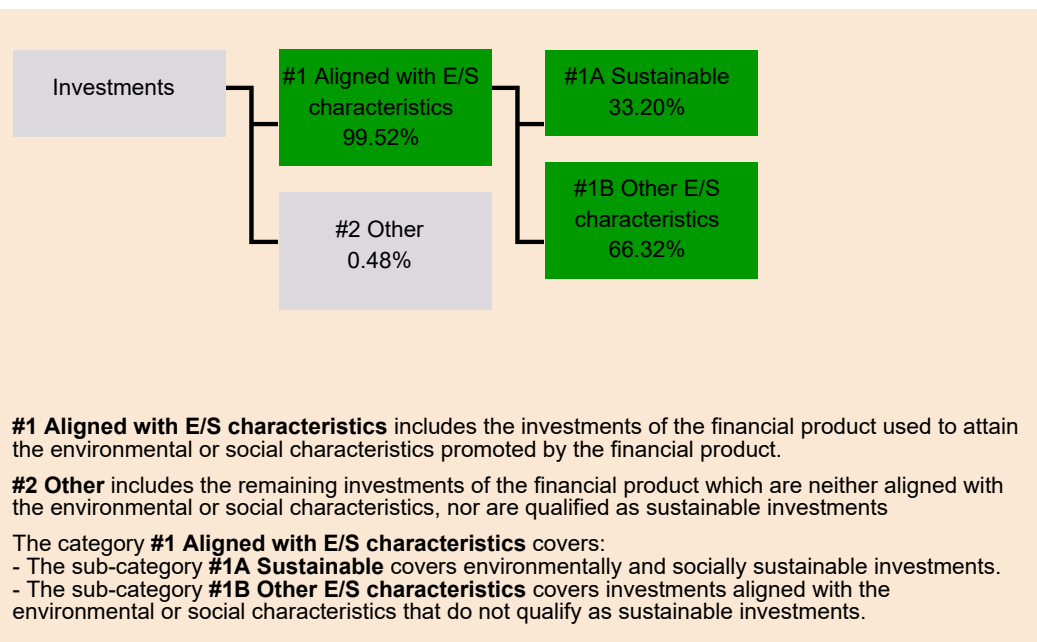 Investments
#1 Aligned with E/S
characteristics
99.52%
#1A Sustainable
33.20%
#2 Other
0.48%
#1B Other E/S
characteristics
66.32%
#1 Aligned with E/S characteristics includes the investments of the financial product used to attain
the environmental or social characteristics promoted by the financial product.
#2 Other includes the remaining investments of the financial product which are neither aligned with
the environmental or social characteristics, nor are qualified as sustainable investments
The category #1 Aligned with E/S characteristics covers:
- The sub-category #1A Sustainable covers environmentally and socially sustainable investments.
- The sub-category #1B Other E/S characteristics covers investments aligned with the
environmental or social characteristics that do not qualify as sustainable investments.